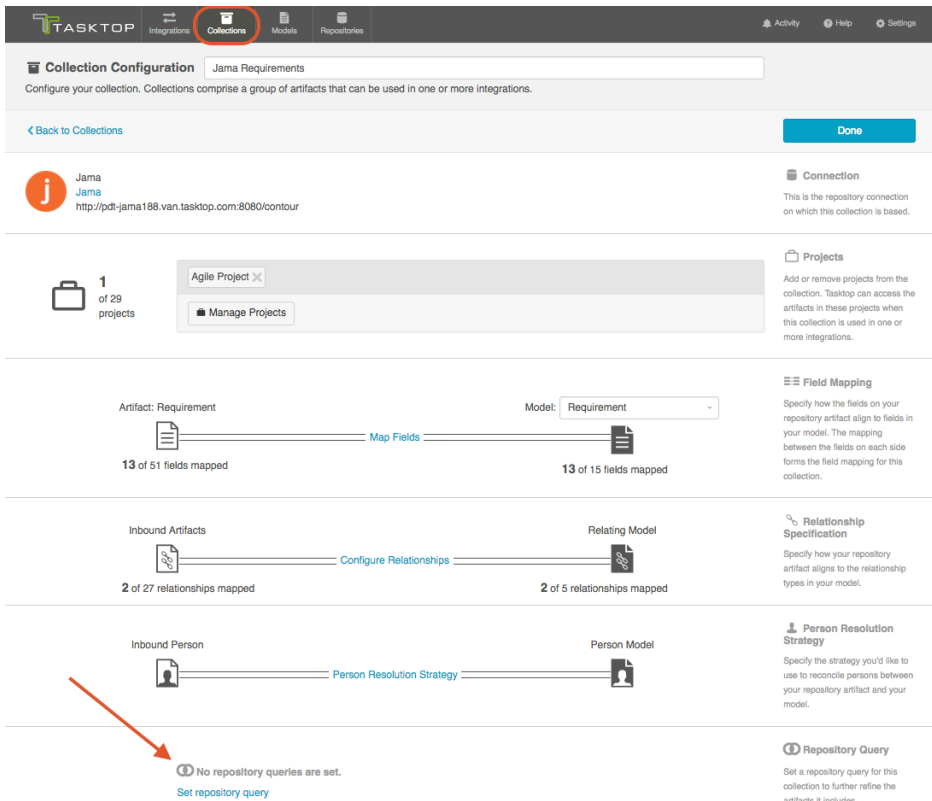 TASKTOP
Integrations
Collections
Models
Repositories
Activity
Help
Settings
Collection Configuration
Jama Requirements
Configure your collection. Collections comprise a group of artifacts that can be used in one or more integrations.
Back to Collections
Done
Jama
Jama
http://pdt-jama188.van.tasktop.com:8080/contour
Connection
This is the repository connection
on which this collection is based.
1
of 29
projects
Agile Project
Manage Projects
Projects
Add or remove projects from the
collection. Tasktop can access the
artifacts in these projects when
this collection is used in one or
more integrations.
Artifact: Requirement
Model: Requirement
Map Fields
13 of 51 fields mapped
13 of 15 fields mapped
Field Mapping
Specify how the fields on your
repository artifact align to fields in
your model. The mapping
between the fields on each side
forms the field mapping for this
collection.
Inbound Artifacts
Relating Model
Configure Relationships
2 of 27 relationships mapped
2 of 5 relationships mapped
Relationship
Specification
Specify how your repository
artifact aligns to the relationship
types in your model.
Inbound Person
Person Model
Person Resolution Strategy
Person Resolution
Strategy
Specify the strategy you'd like to
use to reconcile persons between
your repository artifact and your
model.
No repository queries are set.
Set repository query
Repository Query
Set a repository query for this
collection to further refine the
artifacts it includes